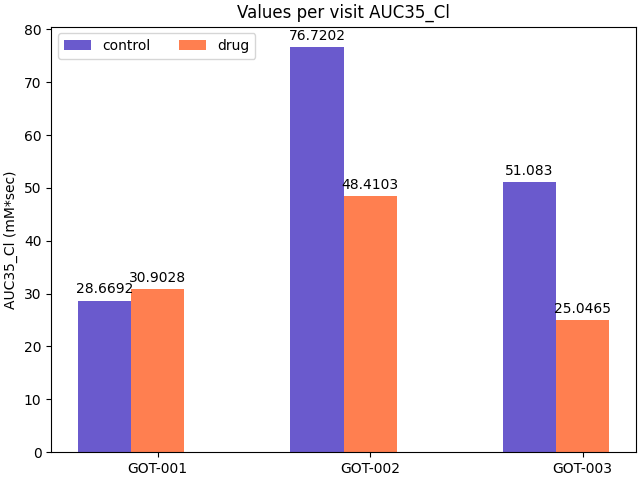 Values per visit AUC35_Cl
control
drug
AUC35_Cl (mM*sec)
80
70
60
50
40
30
20
10
0
28.6692
30.9028
76.7202
48.4103
51.083
25.0465
GOT-001
GOT-002
GOT-003